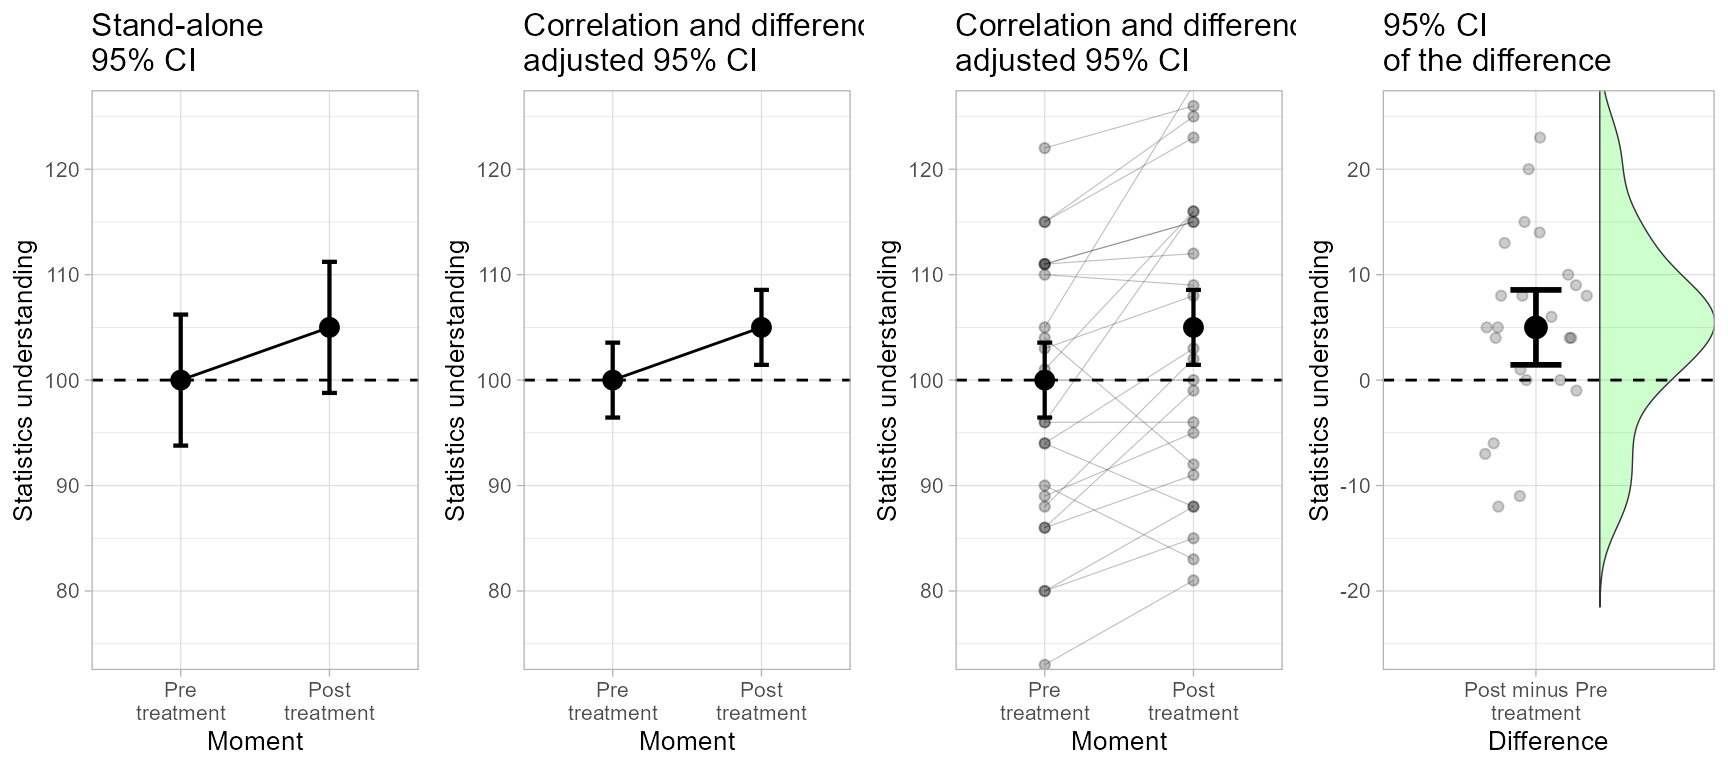 Stand-alone
95% CI
Statistics understanding
120
110
100
90
80
Pre
treatment
Post
treatment
Moment
Correlation and differenc
adjusted 95% CI
Statistics understanding
120
110
100
90
80
Pre
treatment
Post
treatment
Moment
Correlation and differenc
adjusted 95% CI
Statistics understanding
120
110
100
90
80
Pre
treatment
Post
treatment
Moment
95% CI
of the difference
Statistics understanding
20
10
0
-10
-20
Post minus Pre
treatment
Difference